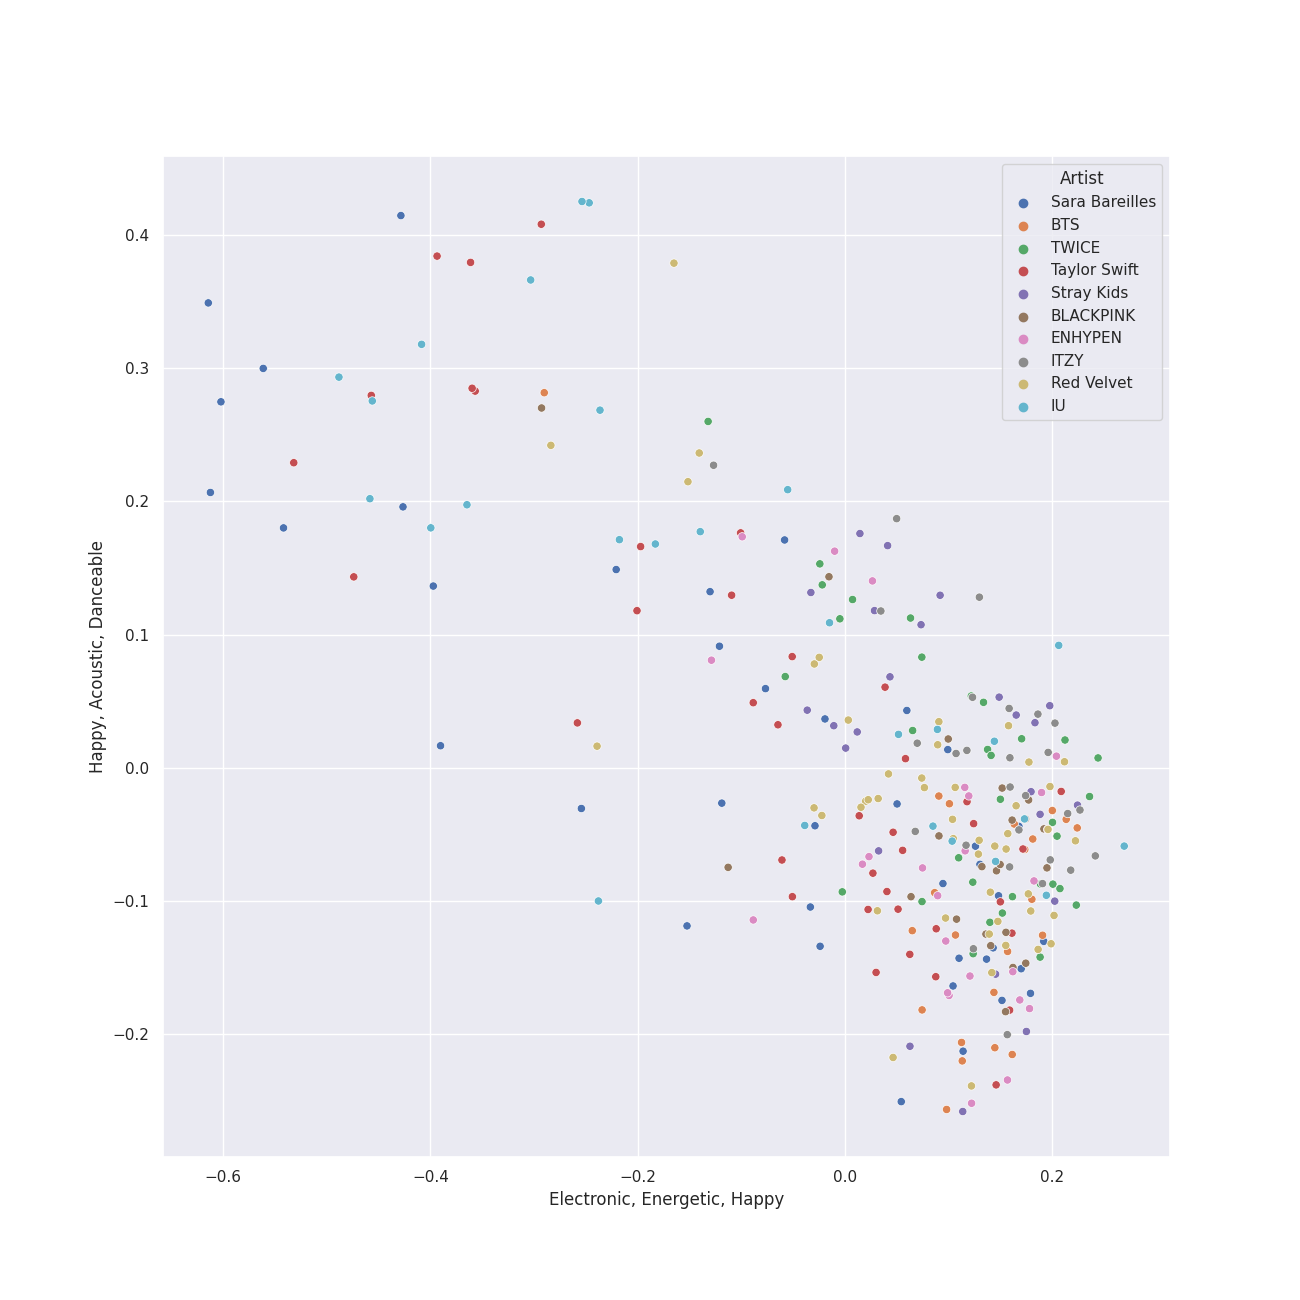 Artist
Sara Bareilles
BTS
TWICE
Taylor Swift
Stray Kids
BLACKPINK
ENHYPEN
ITZY
Red Velvet
IU
0.4
0.3
0.2
0.1
0.0
−0.1
−0.2
Happy, Acoustic, Danceable
−0.6 −0.4 −0.2 0.0 0.2
Electronic, Energetic, Happy